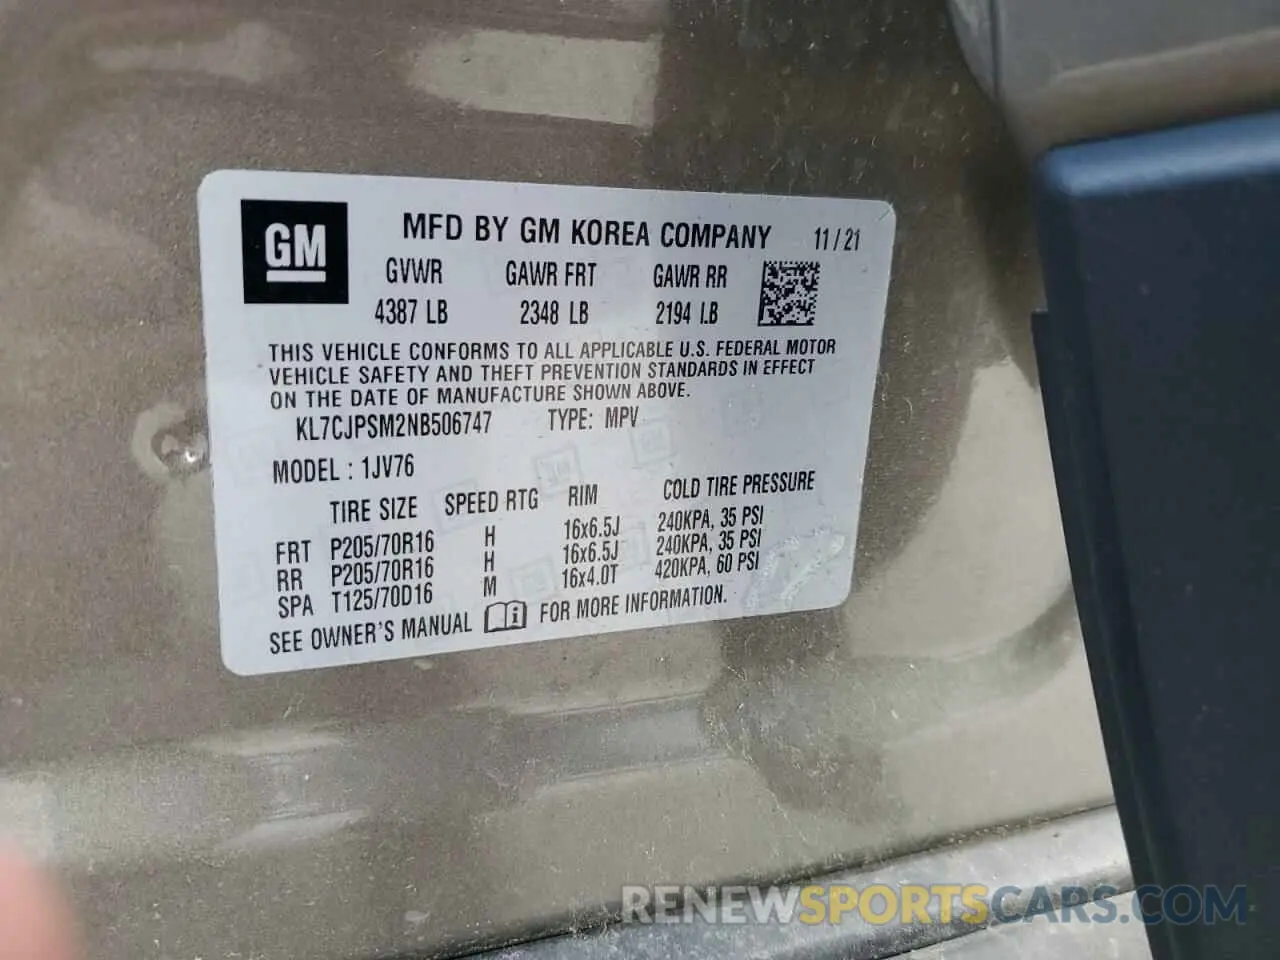 GM
MFD BY GM KOREA COMPANY 11/21
GVWR GAWR FRT GAWR RR
4387 LB 2348 LB 2194 LB
THIS VEHICLE CONFORMS TO ALL APPLICABLE U.S. FEDERAL MOTOR
VEHICLE SAFETY AND THEFT PREVENTION STANDARDS IN EFFECT
ON THE DATE OF MANUFACTURE SHOWN ABOVE.
KL7CJPSM2NB506747 TYPE: MPV
MODEL : 1JV76
TIRE SIZE SPEED RTG RIM COLD TIRE PRESSURE
FRT P205/70R16 H 16x6.5J 240KPA, 35 PSI
RR P205/70R16 H 16x6.5J 240KPA, 35 PSI
SPA T125/70D16 M 16x4.0T 420KPA, 60 PSI
SEE OWNER'S MANUAL i FOR MORE INFORMATION.
RENEWSPORTSCARS.COM